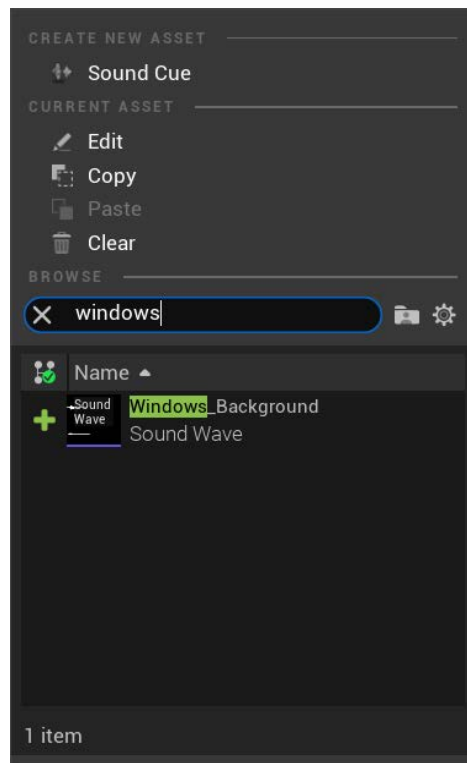 CREATE NEW ASSET
Sound Cue
CURRENT ASSET
Edit
Copy
Paste
Clear
BROWSE
windows
Name
Sound
Wave
Windows_Background
Sound Wave
1 item